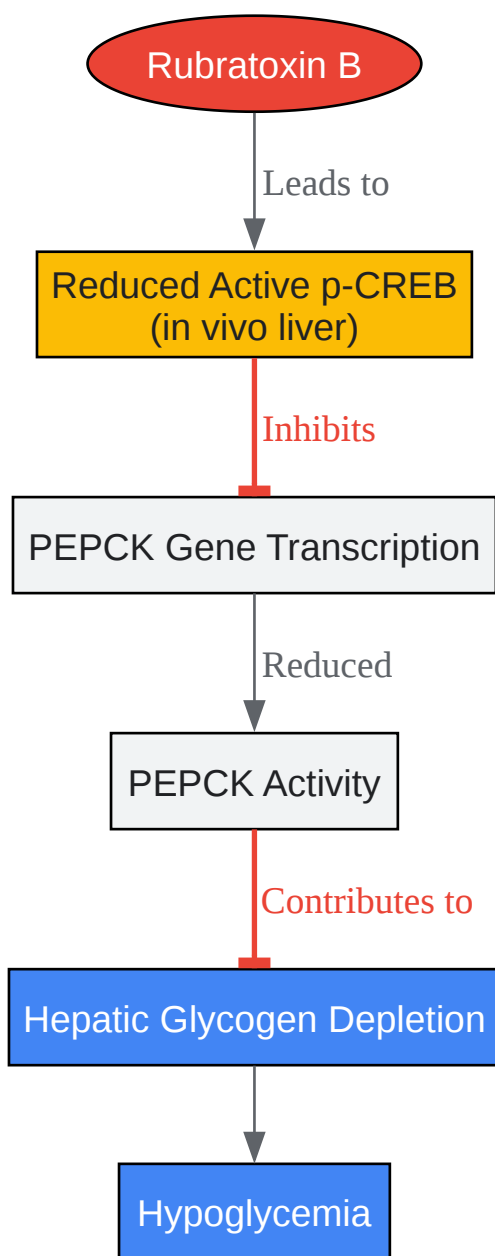 Rubratoxin B
Leads to
Reduced Active p-CREB
(in vivo liver)
Inhibits
PEPCK Gene Transcription
Reduced
PEPCK Activity
Contributes to
Hepatic Glycogen Depletion
Hypoglycemia